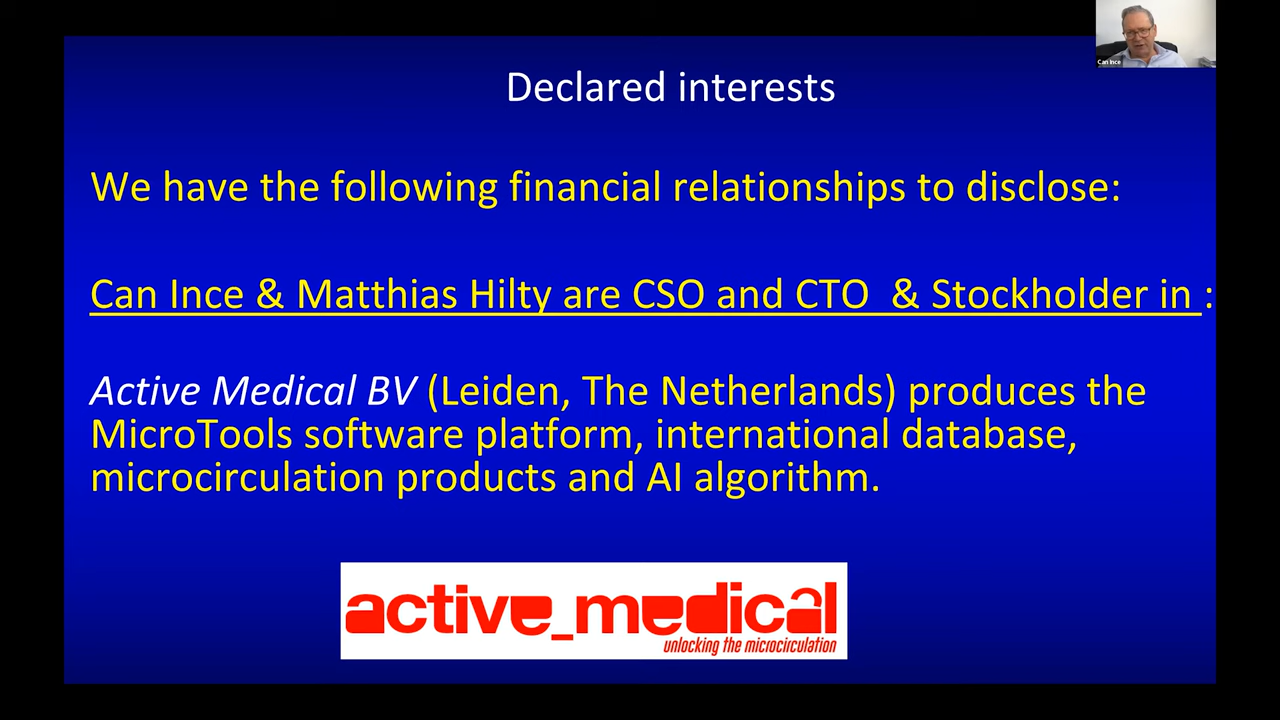 Can Ince
Declared interests
We have the following financial relationships to disclose:
Can Ince & Matthias Hilty are CSO and CTO  & Stockholder in :
Active Medical BV (Leiden, The Netherlands) produces the
MicroTools software platform, international database,
microcirculation products and AI algorithm.
active_medical
unlocking the microcirculation